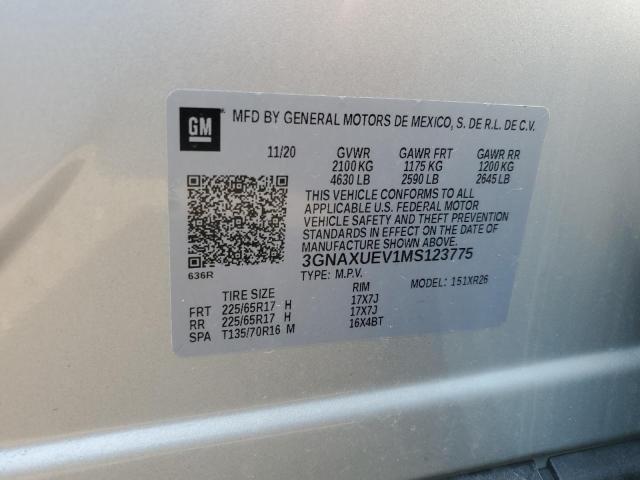 GM
MFD BY GENERAL MOTORS DE MEXICO, S. DE R.L. DE C.V.
11/20 GVWR GAWR FRT GAWR RR
2100 KG 1175 KG 1200 KG
4630 LB 2590 LB 2645 LB
THIS VEHICLE CONFORMS TO ALL
APPLICABLE U.S. FEDERAL MOTOR
VEHICLE SAFETY AND THEFT PREVENTION
STANDARDS IN EFFECT ON THE DATE
OF MANUFACTURE SHOWN ABOVE.
3GNAXUEV1MS123775
636R
TYPE: M.P.V. MODEL: 151XR26
TIRE SIZE RIM
FRT 225/65R17 H 17X7J
RR 225/65R17 H 17X7J
SPA T135/70R16 M 16X4BT